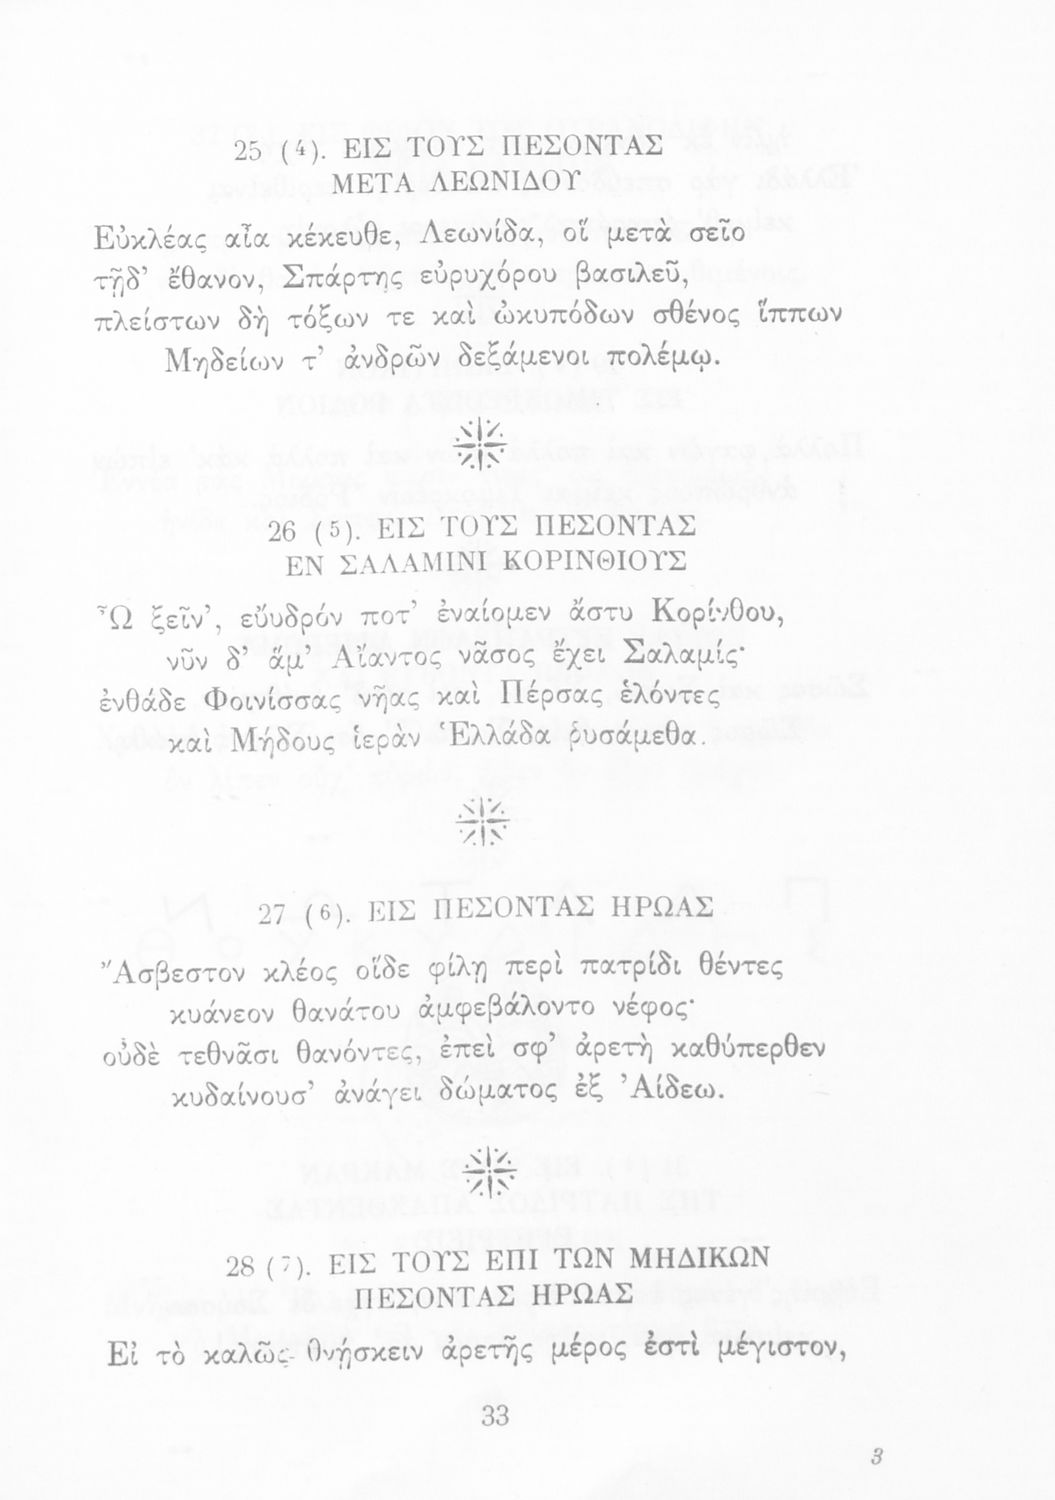 25 (4). ΕΙΣ ΤΟΥΣ ΠΕΣΟΝΤΑΣ
ΜΕΤΑ ΛΕΩΝΙΔΟΥ
Εὐκλέας αἶα κέκευθε, Λεωνίδα, οἳ μετὰ σεῖο
τῇδ’ ἔθανον, Σπάρτης εὐρυχόρου βασιλεῦ,
πλείστων δὴ τόξων τε καὶ ὠκυπόδων σθένος ἵππων
Μηδείων τ’ ἀνδρῶν δεξάμενοι πολέμῳ.
26 (5). ΕΙΣ ΤΟΥΣ ΠΕΣΟΝΤΑΣ
ΕΝ ΣΑΛΑΜΙΝΙ ΚΟΡΙΝΘΙΟΥΣ
Ὦ ξεῖν’, εὔυδρόν ποτ’ ἐναίομεν ἄστυ Κορίνθου,
νῦν δ’ ἅμ’ Αἴαντος νᾶσος ἔχει Σαλαμίς·
ἐνθάδε Φοινίσσας νῆας καὶ Πέρσας ἑλόντες
καὶ Μήδους ἱερὰν Ἑλλάδα ῥυσάμεθα.
27 (6). ΕΙΣ ΠΕΣΟΝΤΑΣ ΗΡΩΑΣ
Ἄσβεστον κλέος οἵδε φίλῃ περὶ πατρίδι θέντες
κυάνεον θανάτου ἀμφεβάλοντο νέφος·
οὐδὲ τεθνᾶσι θανόντες, ἐπεὶ σφ’ ἀρετὴ καθύπερθεν
κυδαίνουσ’ ἀνάγει δώματος ἐξ Ἀίδεω.
28 (7). ΕΙΣ ΤΟΥΣ ΕΠΙ ΤΩΝ ΜΗΔΙΚΩΝ
ΠΕΣΟΝΤΑΣ ΗΡΩΑΣ
Εἰ τὸ καλῶς θνῄσκειν ἀρετῆς μέρος ἐστὶ μέγιστον,
33
3